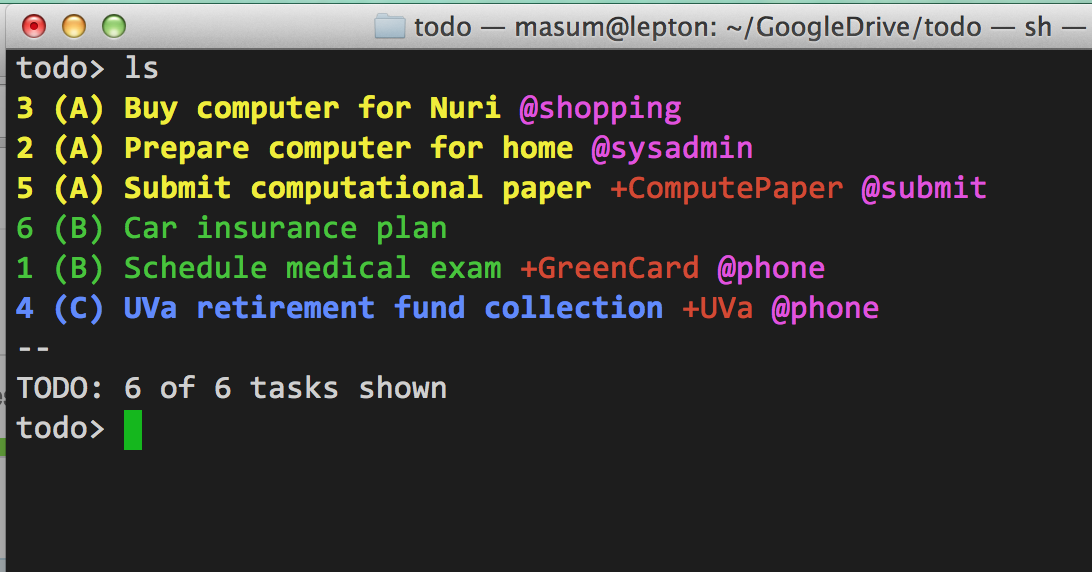 todo — masum@lepton: ~/GoogleDrive/todo — sh —
todo> ls
3 (A) Buy computer for Nuri @shopping
2 (A) Prepare computer for home @sysadmin
5 (A) Submit computational paper +ComputePaper @submit
6 (B) Car insurance plan
1 (B) Schedule medical exam +GreenCard @phone
4 (C) UVa retirement fund collection +UVa @phone
--
TODO: 6 of 6 tasks shown
todo>